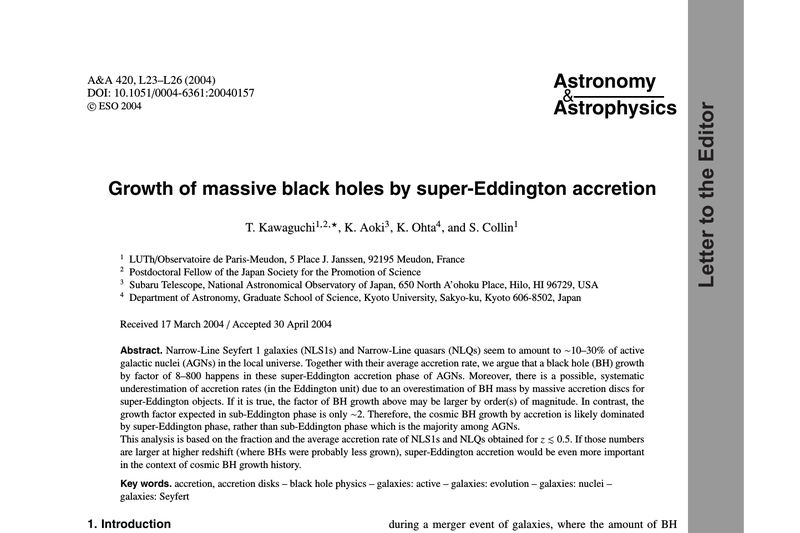 A&A 420, L23–L26 (2004)
DOI: 10.1051/0004-6361:20040157
© ESO 2004
Astronomy
&
Astrophysics
Letter to the Editor
Growth of massive black holes by super-Eddington accretion
T. Kawaguchi1,2,⋆, K. Aoki3, K. Ohta4, and S. Collin1
1 LUTh/Observatoire de Paris-Meudon, 5 Place J. Janssen, 92195 Meudon, France
2 Postdoctoral Fellow of the Japan Society for the Promotion of Science
3 Subaru Telescope, National Astronomical Observatory of Japan, 650 North A'ohoku Place, Hilo, HI 96729, USA
4 Department of Astronomy, Graduate School of Science, Kyoto University, Sakyo-ku, Kyoto 606-8502, Japan
Received 17 March 2004 / Accepted 30 April 2004
Abstract. Narrow-Line Seyfert 1 galaxies (NLS1s) and Narrow-Line quasars (NLQs) seem to amount to ~10–30% of active
galactic nuclei (AGNs) in the local universe. Together with their average accretion rate, we argue that a black hole (BH) growth
by factor of 8–800 happens in these super-Eddington accretion phase of AGNs. Moreover, there is a possible, systematic
underestimation of accretion rates (in the Eddington unit) due to an overestimation of BH mass by massive accretion discs for
super-Eddington objects. If it is true, the factor of BH growth above may be larger by order(s) of magnitude. In contrast, the
growth factor expected in sub-Eddington phase is only ~2. Therefore, the cosmic BH growth by accretion is likely dominated
by super-Eddington phase, rather than sub-Eddington phase which is the majority among AGNs.
This analysis is based on the fraction and the average accretion rate of NLS1s and NLQs obtained for z ⩽ 0.5. If those numbers
are larger at higher redshift (where BHs were probably less grown), super-Eddington accretion would be even more important
in the context of cosmic BH growth history.
Key words. accretion, accretion disks – black hole physics – galaxies: active – galaxies: evolution – galaxies: nuclei –
galaxies: Seyfert
1. Introduction
during a merger event of galaxies, where the amount of BH